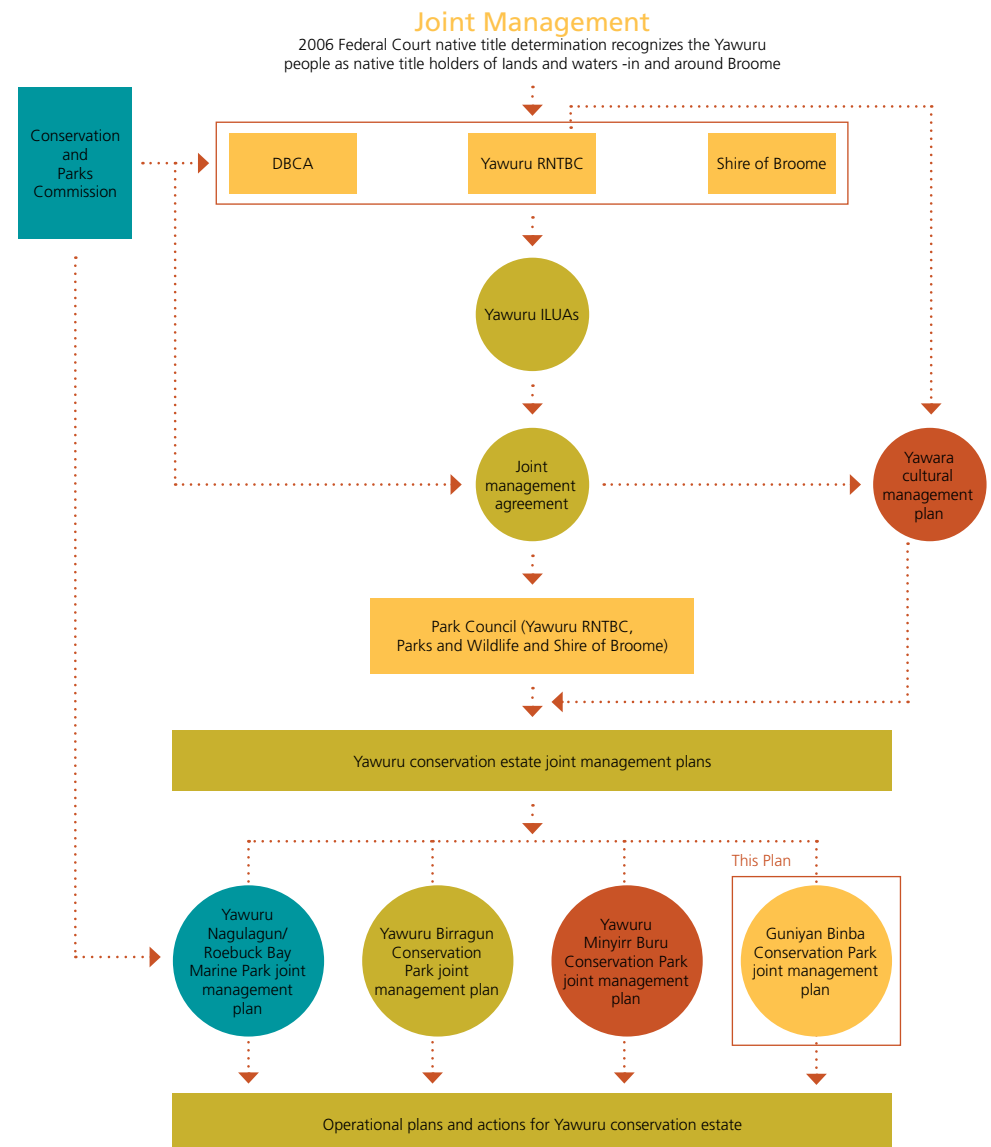 Joint Management
2006 Federal Court native title determination recognizes the Yawuru
people as native title holders of lands and waters -in and around Broome
Conservation
and
Parks
Commission
DBCA
Yawuru RNTBC
Shire of Broome
Yawuru ILUAs
Joint
management
agreement
Yawara
cultural
management
plan
Park Council (Yawuru RNTBC,
Parks and Wildlife and Shire of Broome)
Yawuru conservation estate joint management plans
This Plan
Yawuru
Nagulagun/
Roebuck Bay
Marine Park joint
management
plan
Yawuru Birragun
Conservation
Park joint
management plan
Yawuru
Minyirr Buru
Conservation Park
joint management
plan
Guniyan Binba
Conservation Park
joint management
plan
Operational plans and actions for Yawuru conservation estate